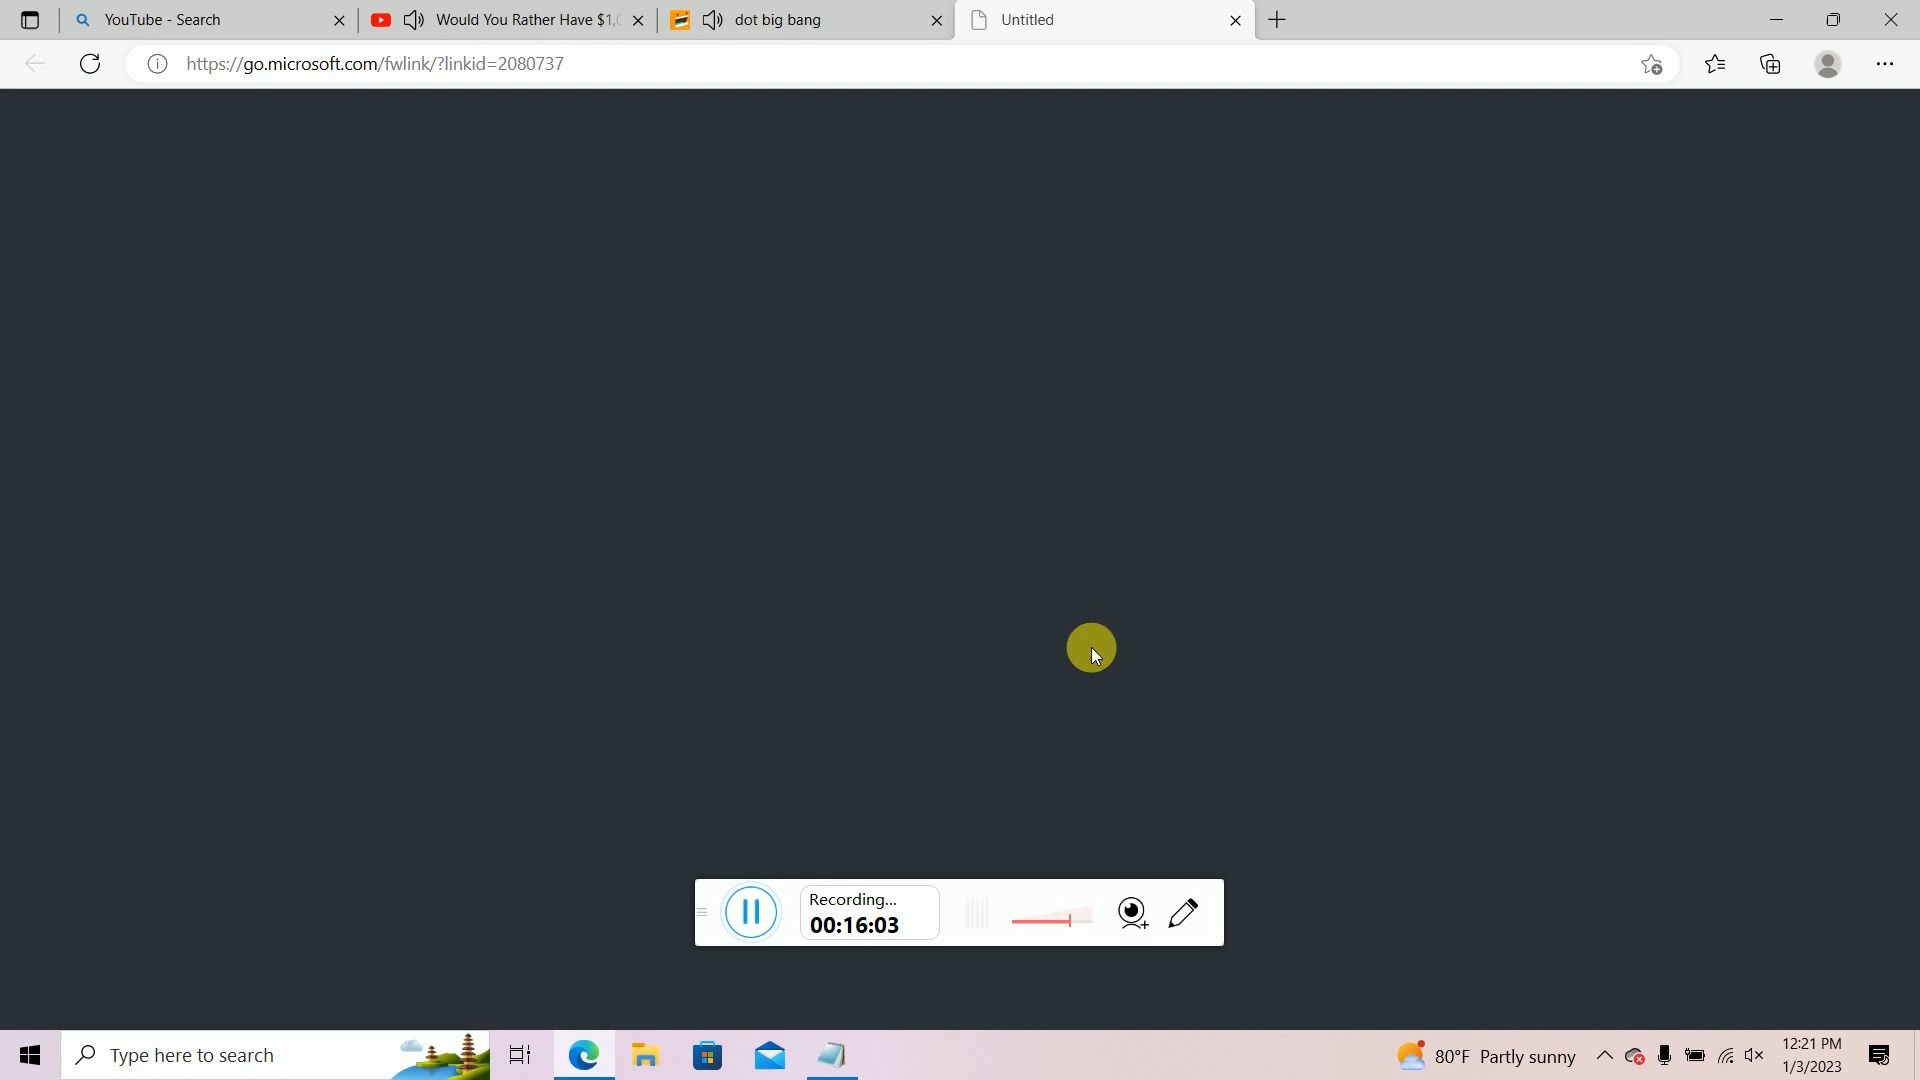 YouTube - Search
Would You Rather Have $1,0
dot big bang
Untitled
https://go.microsoft.com/fwlink/?linkid=2080737
Recording...
00:16:03
Type here to search
80°F Partly sunny
12:21 PM
1/3/2023